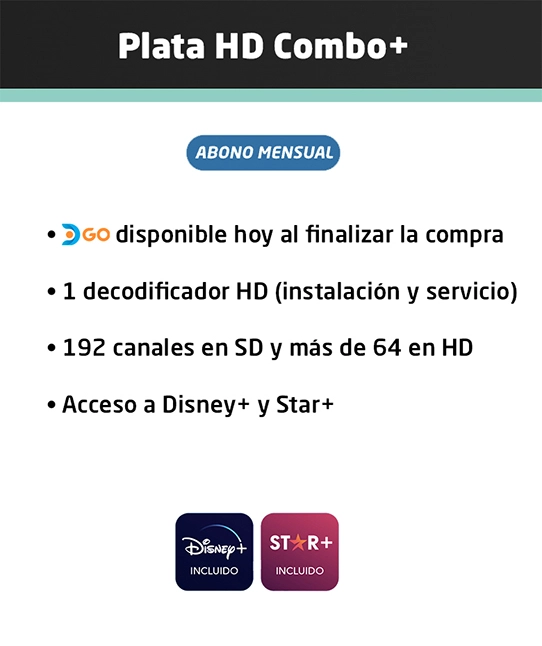 Plata HD Combo+
ABONO MENSUAL
• DGO disponible hoy al finalizar la compra
• 1 decodificador HD (instalación y servicio)
• 192 canales en SD y más de 64 en HD
• Acceso a Disney+ y Star+
Disney+ STAR+
INCLUIDO INCLUIDO